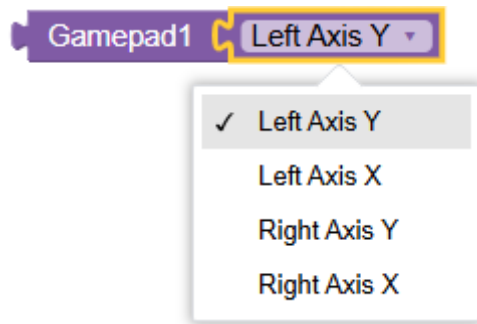 Gamepad1 Left Axis Y
Left Axis Y
Left Axis X
Right Axis Y
Right Axis X